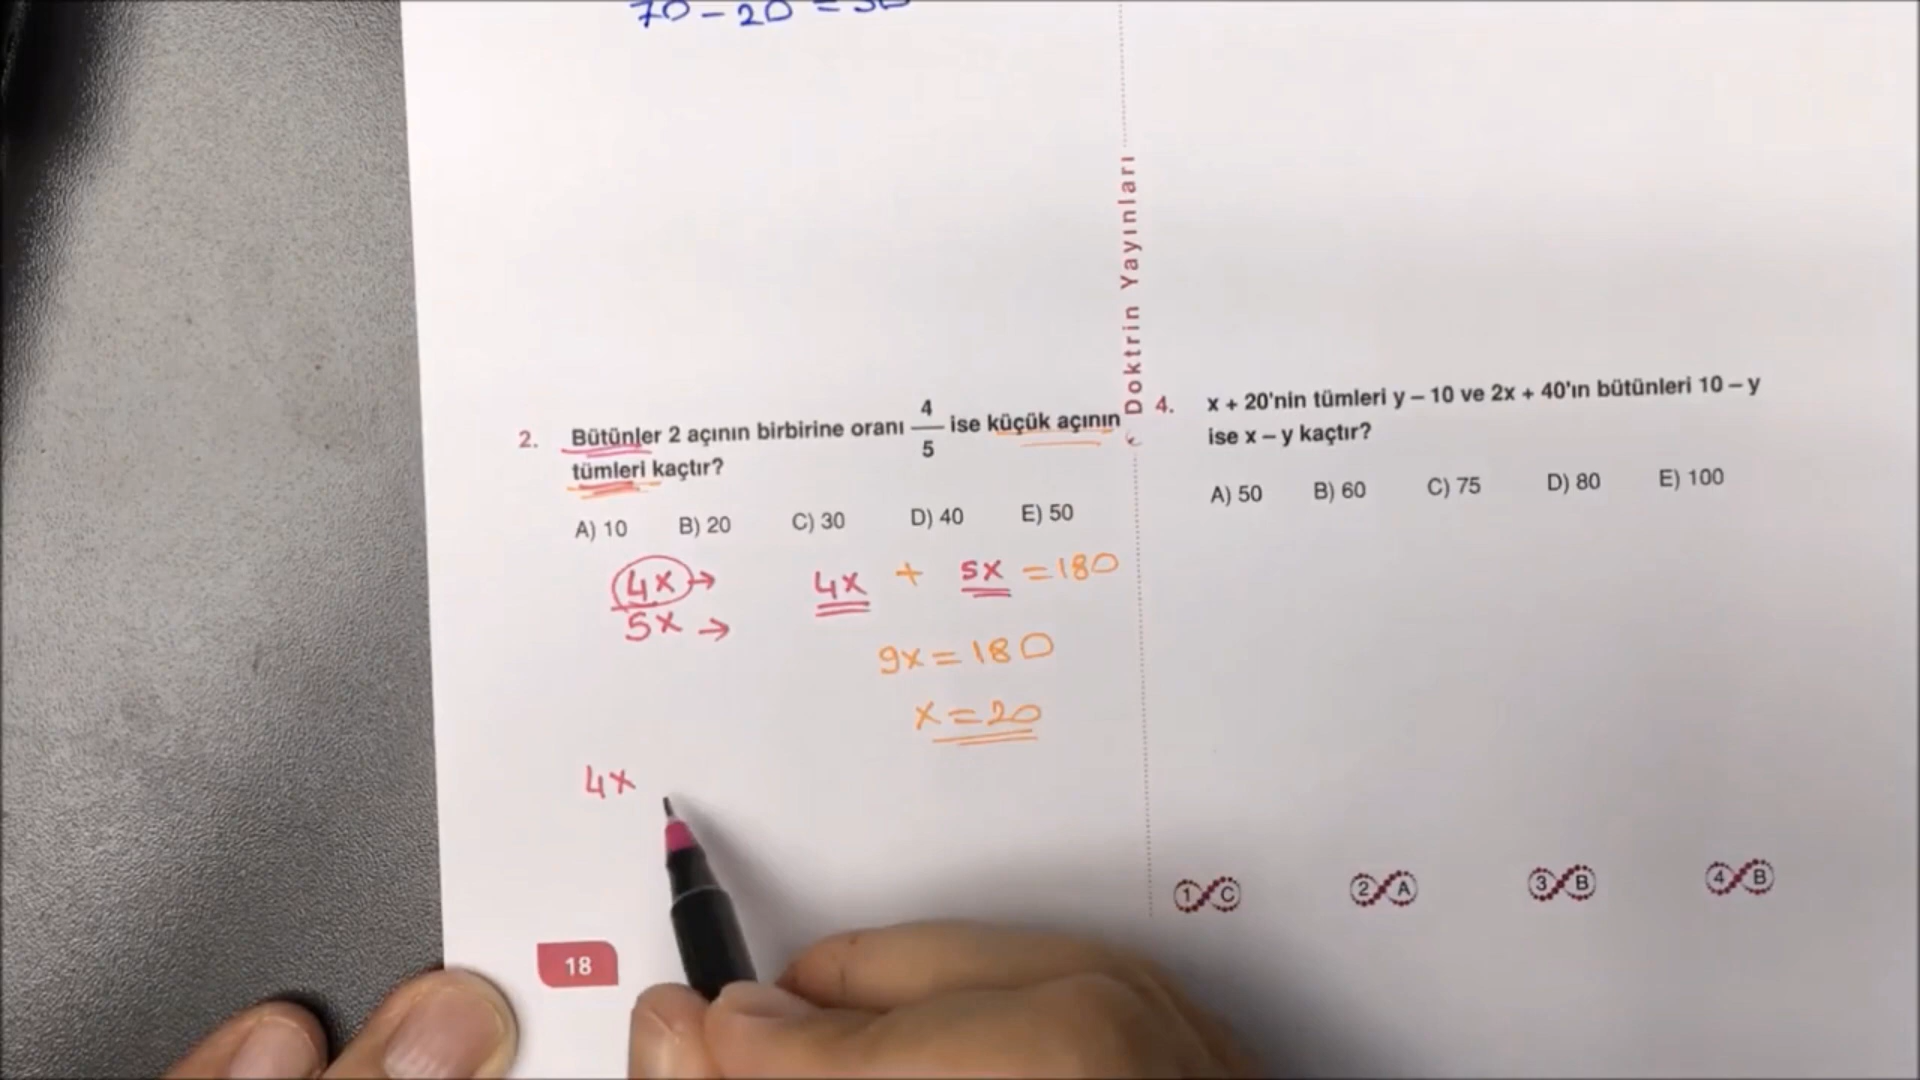 70 - 20 = 50
Doktrin Yayınları
2. Bütünler 2 açının birbirine oranı 4/5 ise küçük açının
tümleri kaçtır?
A) 10 B) 20 C) 30 D) 40 E) 50
4x → 4x + 5x = 180
5x →
9x = 180
x = 20
4x
18
4. x + 20'nin tümleri y – 10 ve 2x + 40'ın bütünleri 10 – y
ise x – y kaçtır?
A) 50 B) 60 C) 75 D) 80 E) 100
1 C 2 A 3 B 4 B